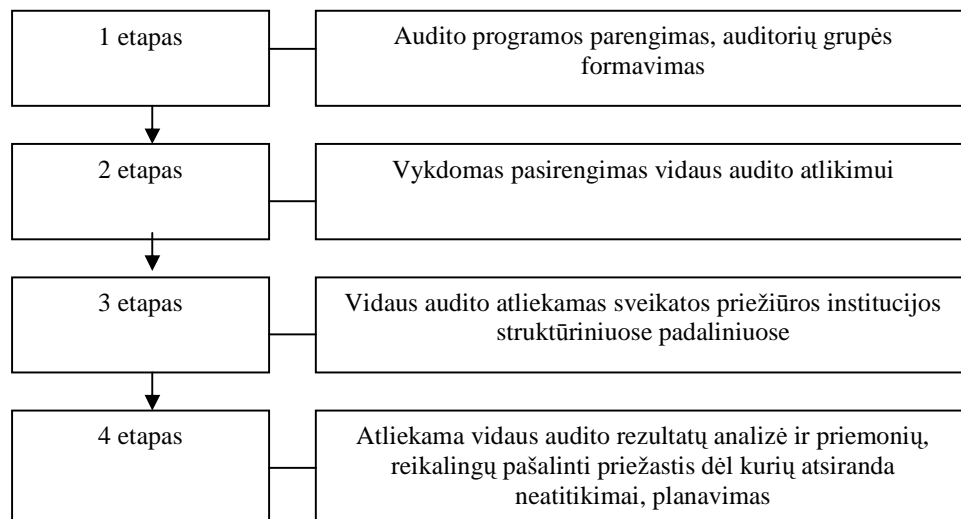 1 etapas
Audito programos parengimas, auditorių grupės
formavimas
2 etapas
Vykdomas pasirengimas vidaus audito atlikimui
3 etapas
Vidaus audito atliekamas sveikatos priežiūros institucijos
struktūriniuose padaliniuose
4 etapas
Atliekama vidaus audito rezultatų analizė ir priemonių,
reikalingų pašalinti priežastis dėl kurių atsiranda
neatitikimai, planavimas